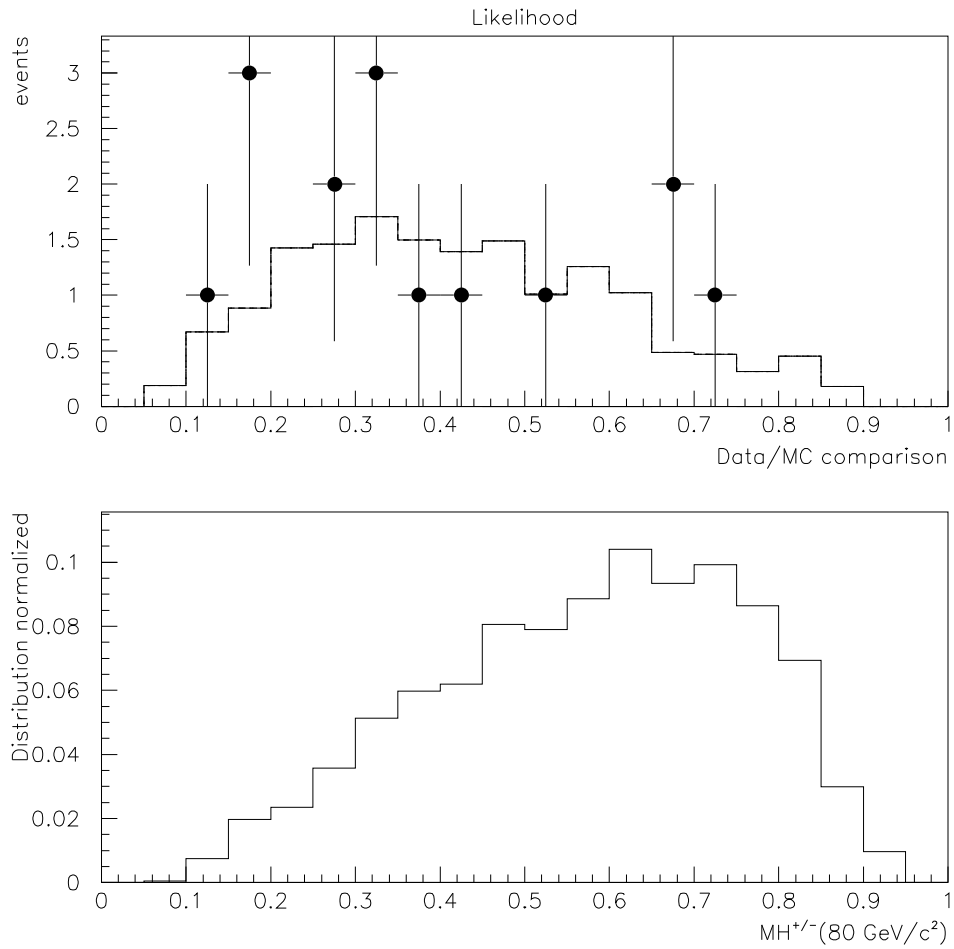 Likelihood
events
3
2.5
2
1.5
1
0.5
0
0 0.1 0.2 0.3 0.4 0.5 0.6 0.7 0.8 0.9 1
Data/MC comparison
Distribution normalized
0.1
0.08
0.06
0.04
0.02
0
0 0.1 0.2 0.3 0.4 0.5 0.6 0.7 0.8 0.9 1
MH⁺/⁻(80 GeV/c²)